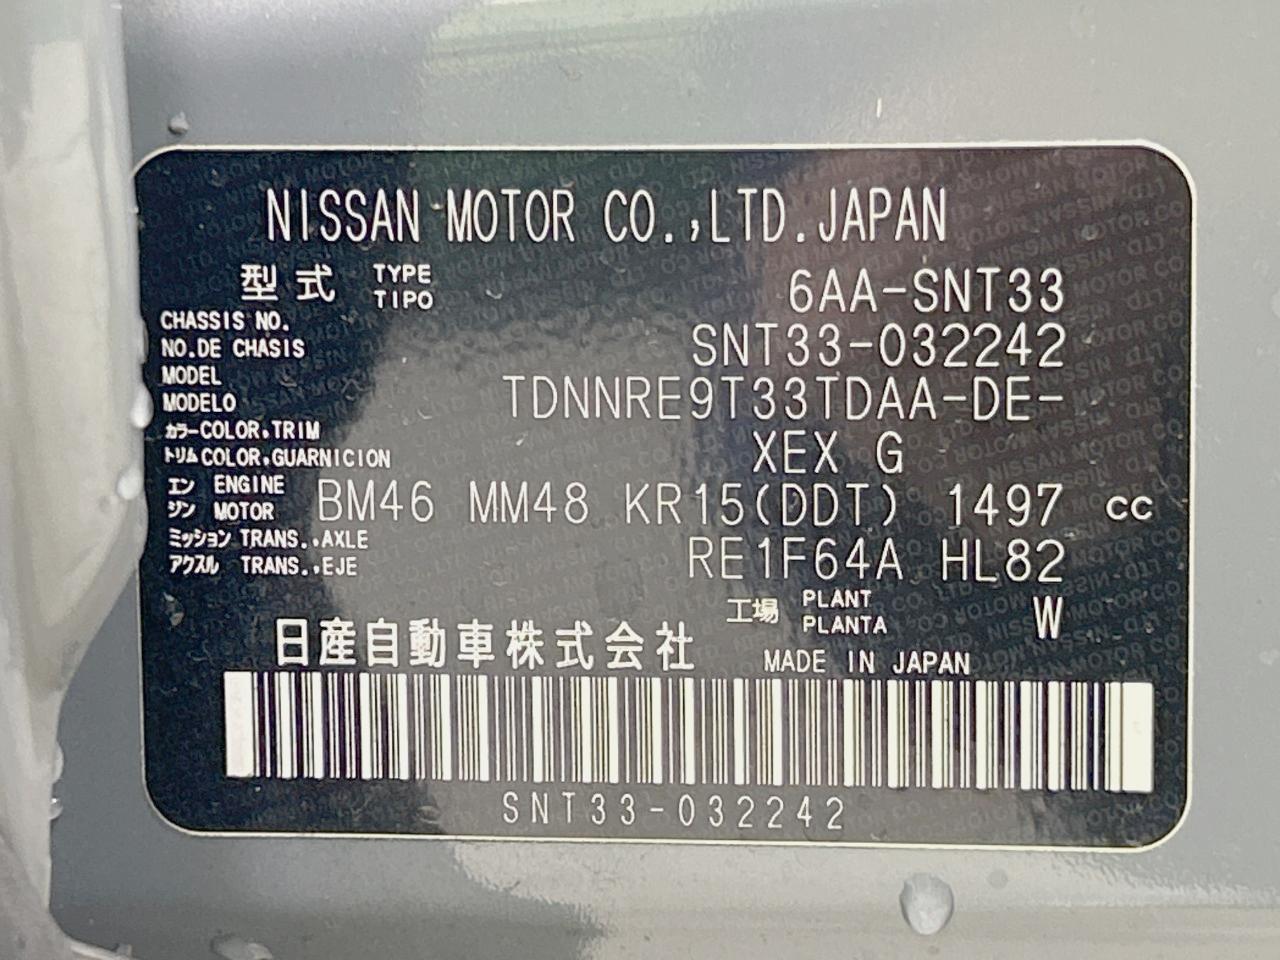 NISSAN MOTOR CO.,LTD.JAPAN
型式 TYPE TIPO 6AA-SNT33
CHASSIS NO.
NO.DE CHASIS SNT33-032242
MODEL
MODELO TDNNRE9T33TDAA-DE-
カラー COLOR,TRIM
トリム COLOR,GUARNICION XEX G
エンジン ENGINE MOTOR BM46 MM48 KR15(DDT) 1497 CC
ミッション TRANS.,AXLE
アクスル TRANS.,EJE RE1F64A HL82
工場 PLANT PLANTA W
日産自動車株式会社 MADE IN JAPAN
SNT33-032242